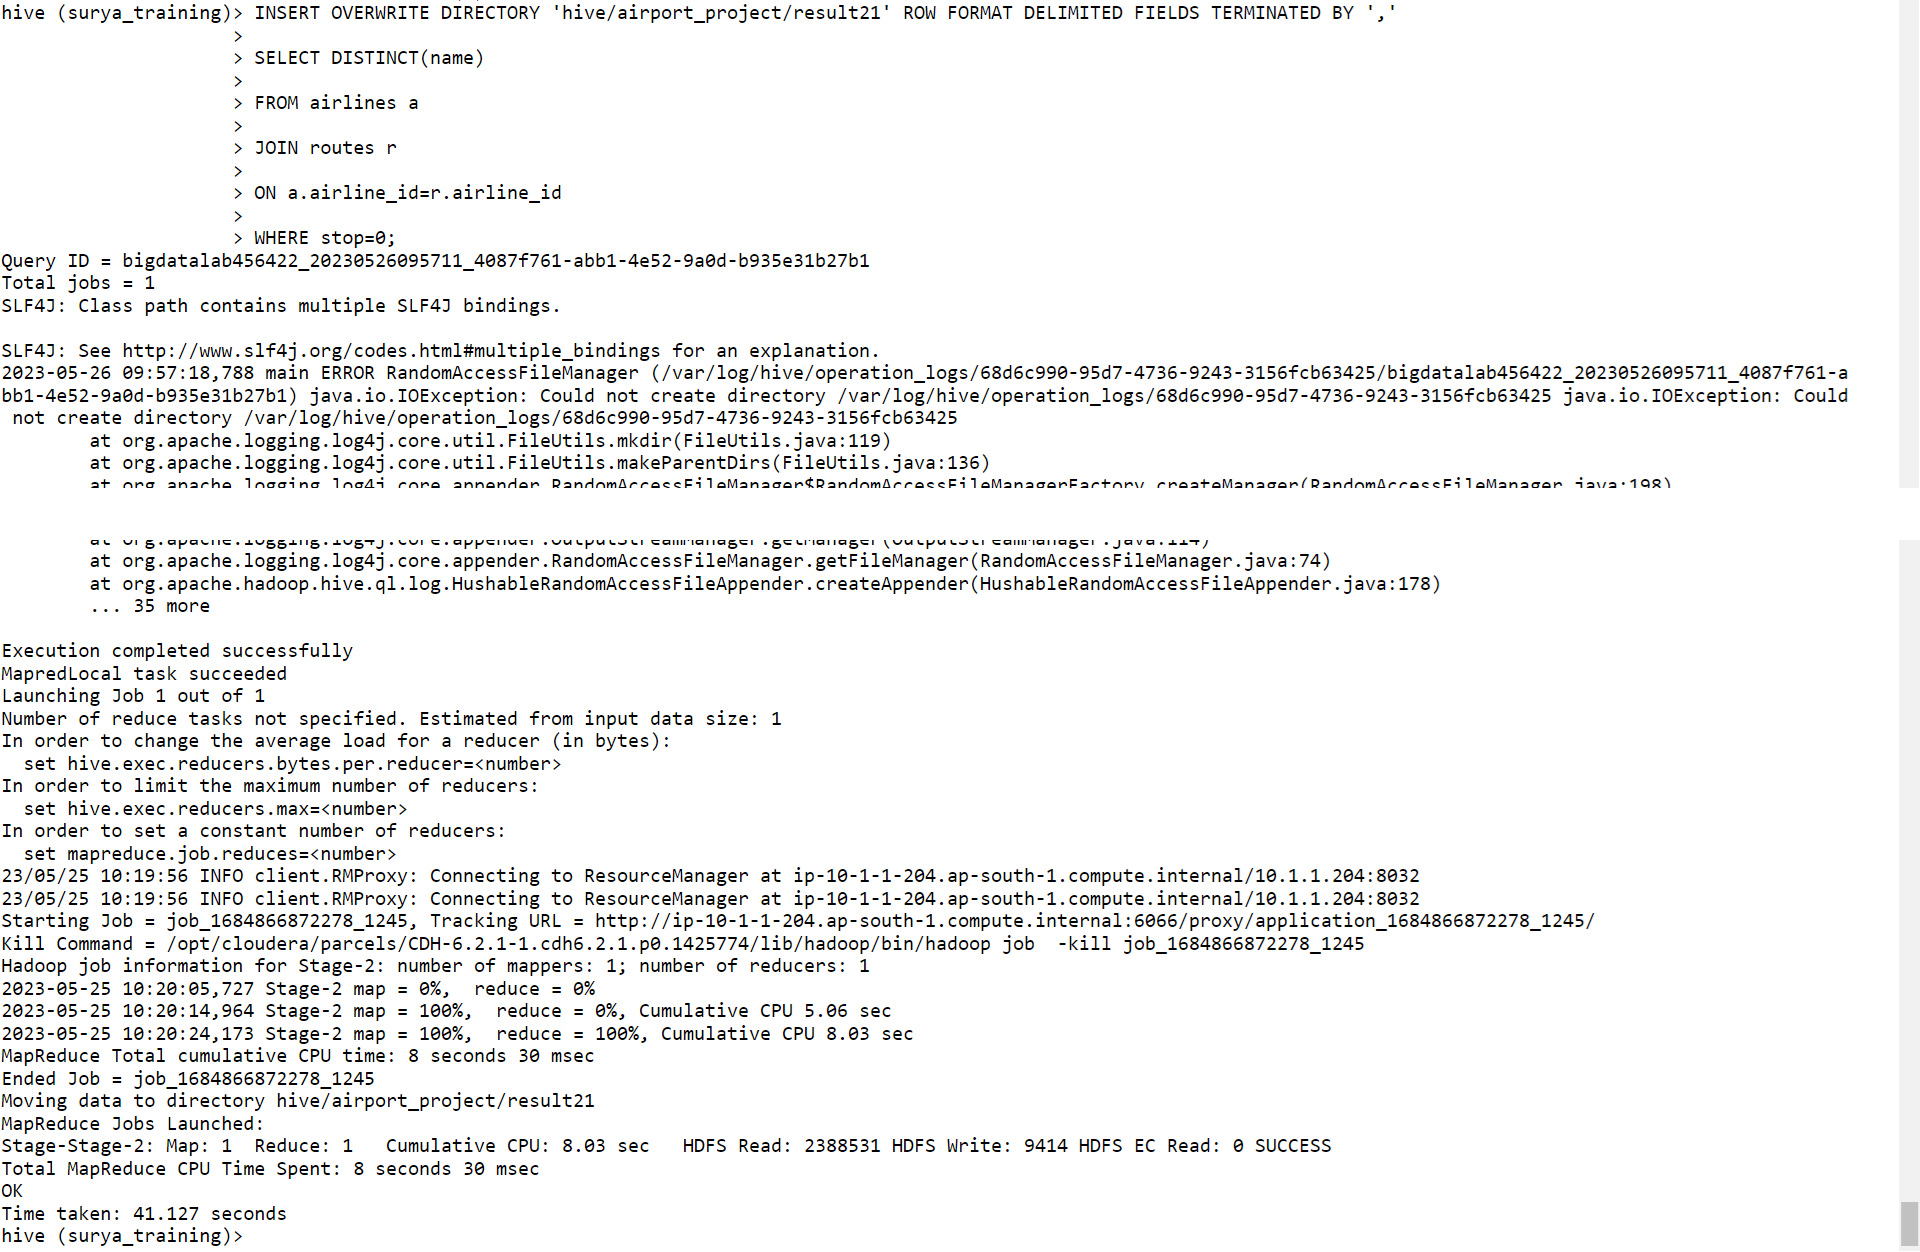 hive (surya_training)> INSERT OVERWRITE DIRECTORY 'hive/airport_project/result21' ROW FORMAT DELIMITED FIELDS TERMINATED BY ','
>
> SELECT DISTINCT(name)
>
> FROM airlines a
>
> JOIN routes r
>
> ON a.airline_id=r.airline_id
>
> WHERE stop=0;
Query ID = bigdatalab456422_20230526095711_4087f761-abb1-4e52-9a0d-b935e31b27b1
Total jobs = 1
SLF4J: Class path contains multiple SLF4J bindings.
SLF4J: See http://www.slf4j.org/codes.html#multiple_bindings for an explanation.
2023-05-26 09:57:18,788 main ERROR RandomAccessFileManager (/var/log/hive/operation_logs/68d6c990-95d7-4736-9243-3156fcb63425/bigdatalab456422_20230526095711_4087f761-a
bb1-4e52-9a0d-b935e31b27b1) java.io.IOException: Could not create directory /var/log/hive/operation_logs/68d6c990-95d7-4736-9243-3156fcb63425 java.io.IOException: Could
not create directory /var/log/hive/operation_logs/68d6c990-95d7-4736-9243-3156fcb63425
at org.apache.logging.log4j.core.util.FileUtils.mkdir(FileUtils.java:119)
at org.apache.logging.log4j.core.util.FileUtils.makeParentDirs(FileUtils.java:136)
at org.apache.logging.log4j.core.appender.RandomAccessFileManager$RandomAccessFileManagerFactory.createManager(RandomAccessFileManager.java:198)
at org.apache.logging.log4j.core.appender.OutputStreamManager.getManager(OutputStreamManager.java:114)
at org.apache.logging.log4j.core.appender.RandomAccessFileManager.getFileManager(RandomAccessFileManager.java:74)
at org.apache.hadoop.hive.ql.log.HushableRandomAccessFileAppender.createAppender(HushableRandomAccessFileAppender.java:178)
... 35 more
Execution completed successfully
MapredLocal task succeeded
Launching Job 1 out of 1
Number of reduce tasks not specified. Estimated from input data size: 1
In order to change the average load for a reducer (in bytes):
set hive.exec.reducers.bytes.per.reducer=<number>
In order to limit the maximum number of reducers:
set hive.exec.reducers.max=<number>
In order to set a constant number of reducers:
set mapreduce.job.reduces=<number>
23/05/25 10:19:56 INFO client.RMProxy: Connecting to ResourceManager at ip-10-1-1-204.ap-south-1.compute.internal/10.1.1.204:8032
23/05/25 10:19:56 INFO client.RMProxy: Connecting to ResourceManager at ip-10-1-1-204.ap-south-1.compute.internal/10.1.1.204:8032
Starting Job = job_1684866872278_1245, Tracking URL = http://ip-10-1-1-204.ap-south-1.compute.internal:6066/proxy/application_1684866872278_1245/
Kill Command = /opt/cloudera/parcels/CDH-6.2.1-1.cdh6.2.1.p0.1425774/lib/hadoop/bin/hadoop job  -kill job_1684866872278_1245
Hadoop job information for Stage-2: number of mappers: 1; number of reducers: 1
2023-05-25 10:20:05,727 Stage-2 map = 0%,  reduce = 0%
2023-05-25 10:20:14,964 Stage-2 map = 100%,  reduce = 0%, Cumulative CPU 5.06 sec
2023-05-25 10:20:24,173 Stage-2 map = 100%,  reduce = 100%, Cumulative CPU 8.03 sec
MapReduce Total cumulative CPU time: 8 seconds 30 msec
Ended Job = job_1684866872278_1245
Moving data to directory hive/airport_project/result21
MapReduce Jobs Launched:
Stage-Stage-2: Map: 1  Reduce: 1   Cumulative CPU: 8.03 sec   HDFS Read: 2388531 HDFS Write: 9414 HDFS EC Read: 0 SUCCESS
Total MapReduce CPU Time Spent: 8 seconds 30 msec
OK
Time taken: 41.127 seconds
hive (surya_training)>